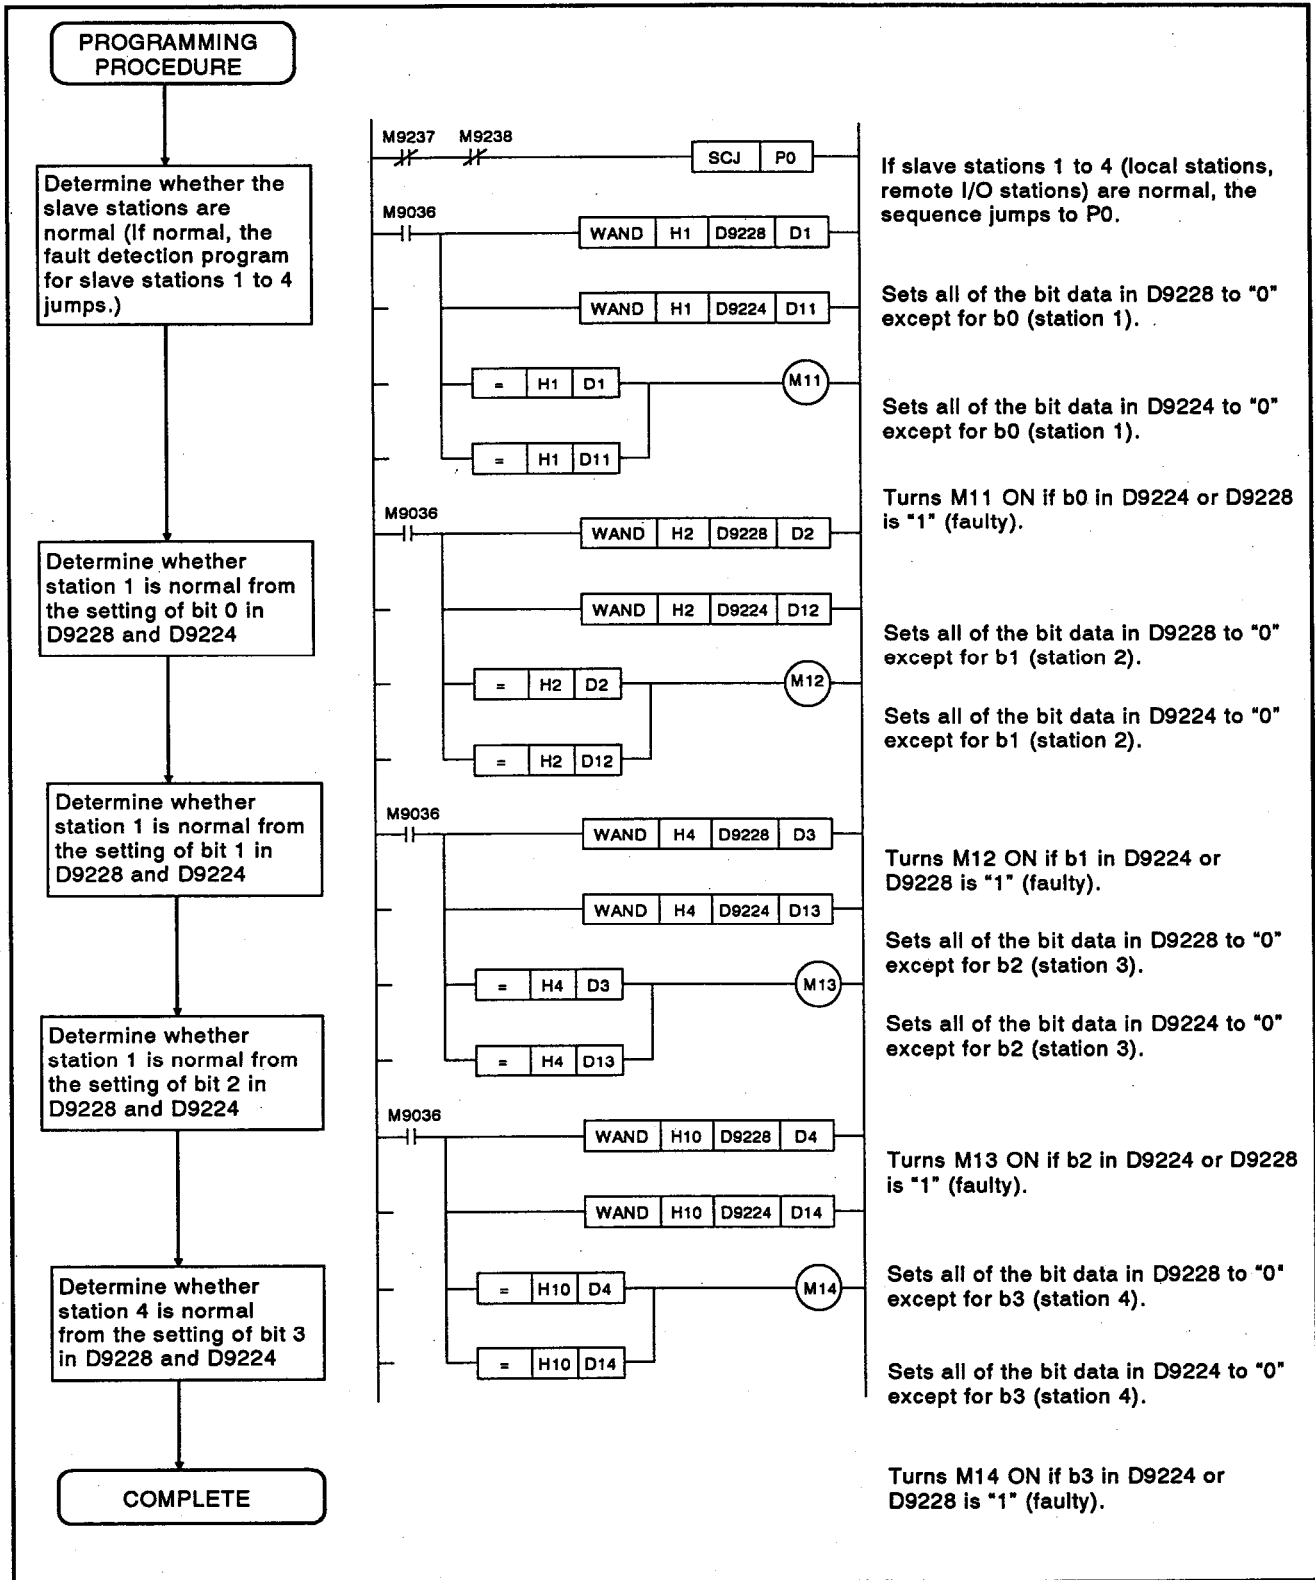 PROGRAMMING
PROCEDURE
Determine whether the
slave stations are
normal (If normal, the
fault detection program
for slave stations 1 to 4
jumps.)
Determine whether
station 1 is normal from
the setting of bit 0 in
D9228 and D9224
Determine whether
station 1 is normal from
the setting of bit 1 in
D9228 and D9224
Determine whether
station 1 is normal from
the setting of bit 2 in
D9228 and D9224
Determine whether
station 4 is normal
from the setting of bit 3
in D9228 and D9224
COMPLETE
M9237 M9238
SCJ P0
M9036
WAND H1 D9228 D1
WAND H1 D9224 D11
= H1 D1 M11
= H1 D11
M9036
WAND H2 D9228 D2
WAND H2 D9224 D12
= H2 D2 M12
= H2 D12
M9036
WAND H4 D9228 D3
WAND H4 D9224 D13
= H4 D3 M13
= H4 D13
M9036
WAND H10 D9228 D4
WAND H10 D9224 D14
= H10 D4 M14
= H10 D14
If slave stations 1 to 4 (local stations,
remote I/O stations) are normal, the
sequence jumps to P0.
Sets all of the bit data in D9228 to "0"
except for b0 (station 1).
Sets all of the bit data in D9224 to "0"
except for b0 (station 1).
Turns M11 ON if b0 in D9224 or D9228
is "1" (faulty).
Sets all of the bit data in D9228 to "0"
except for b1 (station 2).
Sets all of the bit data in D9224 to "0"
except for b1 (station 2).
Turns M12 ON if b1 in D9224 or
D9228 is "1" (faulty).
Sets all of the bit data in D9228 to "0"
except for b2 (station 3).
Sets all of the bit data in D9224 to "0"
except for b2 (station 3).
Turns M13 ON if b2 in D9224 or D9228
is "1" (faulty).
Sets all of the bit data in D9228 to "0"
except for b3 (station 4).
Sets all of the bit data in D9224 to "0"
except for b3 (station 4).
Turns M14 ON if b3 in D9224 or
D9228 is "1" (faulty).